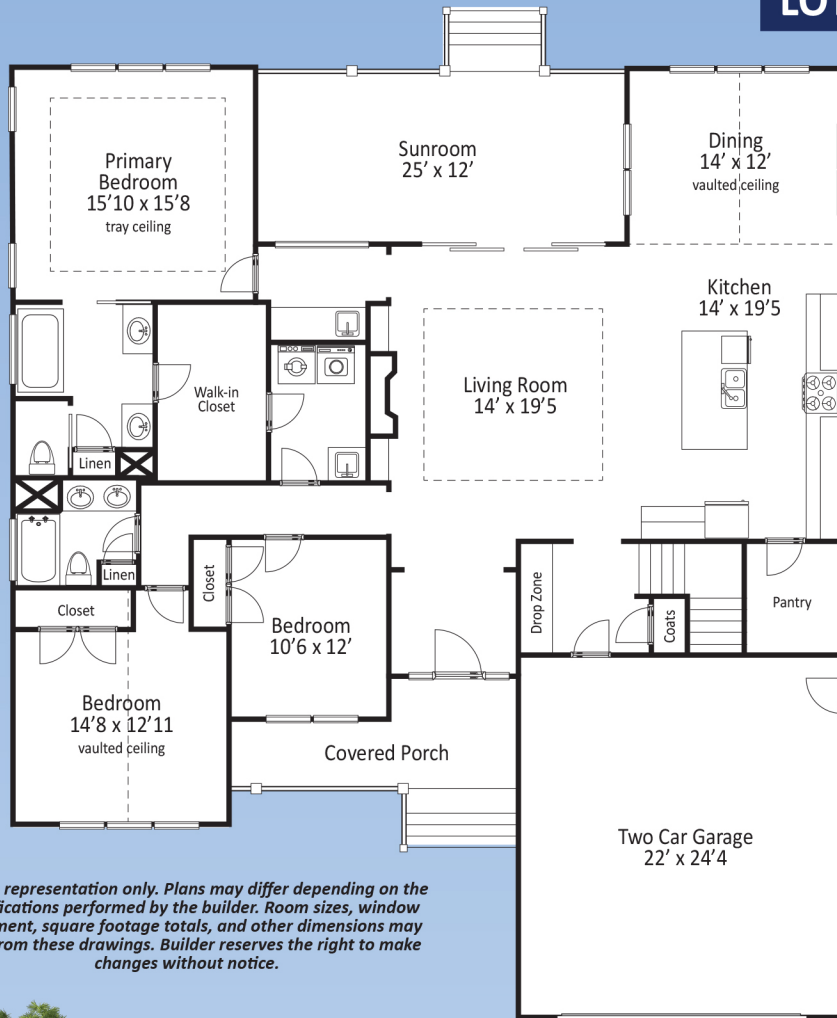 Primary
Bedroom
15’10 x 15’8
tray ceiling
Sunroom
25’ x 12’
Dining
14’ x 12’
vaulted ceiling
Kitchen
14’ x 19’5
Living Room
14’ x 19’5
Walk-in
Closet
Linen
Linen
Closet
Closet
Bedroom
10’6 x 12’
Drop Zone
Coats
Pantry
Bedroom
14’8 x 12’11
vaulted ceiling
Covered Porch
Two Car Garage
22’ x 24’4
representation only. Plans may differ depending on the
performed by the builder. Room sizes, window
square footage totals, and other dimensions may
from these drawings. Builder reserves the right to make
changes without notice.